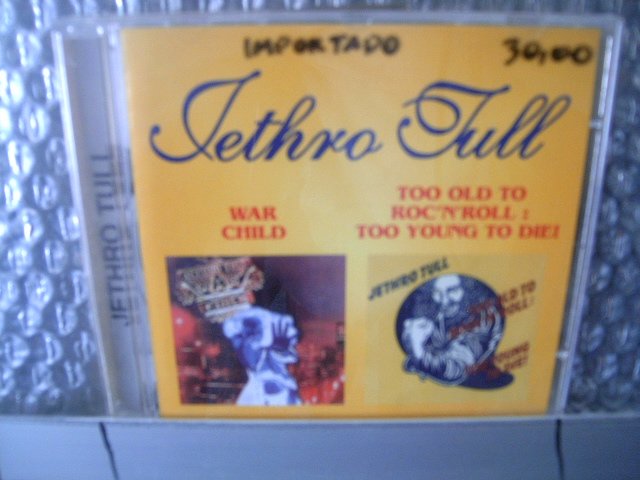 IMPORTADO 30,00
Jethro Tull
WAR
CHILD
TOO OLD TO
ROC'N'ROLL :
TOO YOUNG TO DIE!
JETHRO TULL
JETHRO TULL